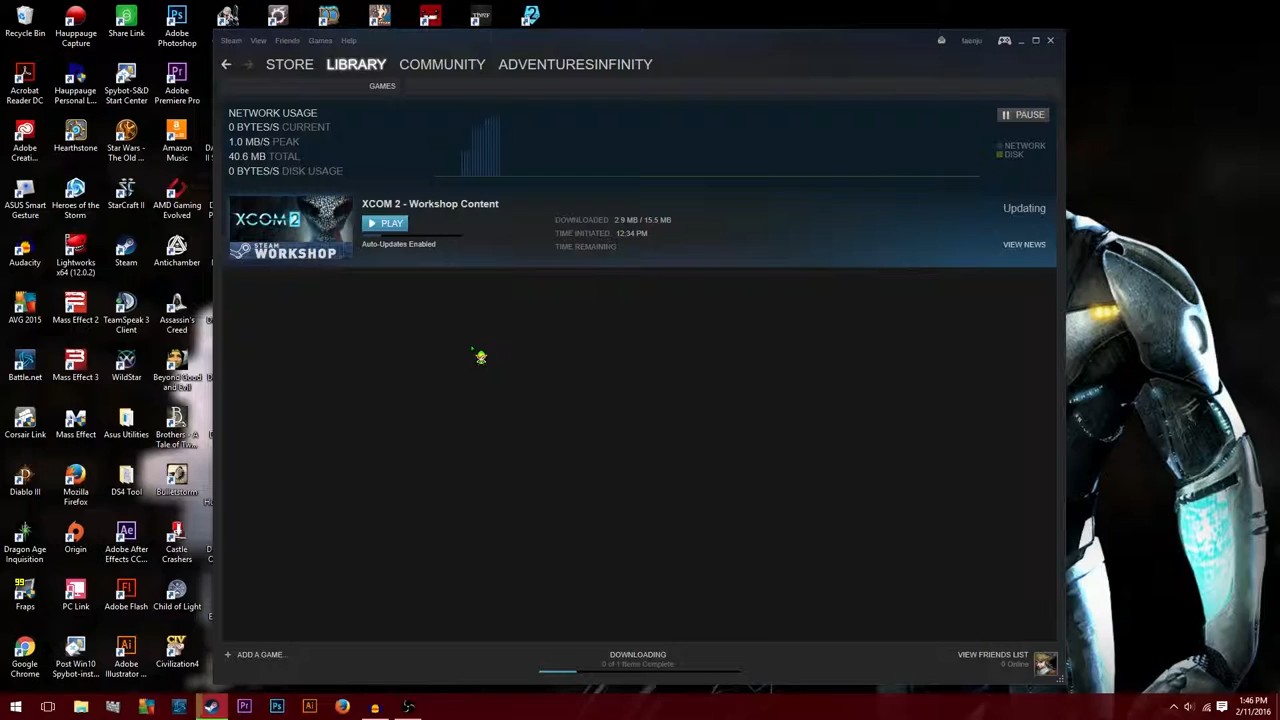 Steam View Friends Games Help
faenju
STORE LIBRARY COMMUNITY ADVENTURESINFINITY
GAMES
NETWORK USAGE
0 BYTES/S CURRENT
1.0 MB/S PEAK
40.6 MB TOTAL
0 BYTES/S DISK USAGE
PAUSE
NETWORK
DISK
XCOM 2
STEAM WORKSHOP
XCOM 2 - Workshop Content
PLAY
Auto-Updates Enabled
DOWNLOADED 2.9 MB / 15.5 MB
TIME INITIATED: 12:34 PM
TIME REMAINING:
Updating
VIEW NEWS
+ ADD A GAME...
DOWNLOADING
0 of 1 Items Complete
VIEW FRIENDS LIST
0 Online
Recycle Bin
Hauppauge Capture
Share Link
Adobe Photoshop
Acrobat Reader DC
Hauppauge Personal L...
Spybot-S&D Start Center
Adobe Premiere Pro
Adobe Creati...
Hearthstone
Star Wars - The Old ...
Amazon Music
ASUS Smart Gesture
Heroes of the Storm
StarCraft II
AMD Gaming Evolved
Audacity
Lightworks x64 (12.0.2)
Steam
Antichamber
AVG 2015
Mass Effect 2
TeamSpeak 3 Client
Assassin's Creed
Battle.net
Mass Effect 3
WildStar
Beyond Good and Evil
Corsair Link
Mass Effect
Asus Utilities
Brothers - A Tale of Tw...
Diablo III
Mozilla Firefox
DS4 Tool
Bulletstorm
Dragon Age Inquisition
Origin
Adobe After Effects CC...
Castle Crashers
Fraps
PC Link
Adobe Flash
Child of Light
Google Chrome
Post Win10 Spybot-inst...
Adobe Illustrator ...
Civilization4
1:46 PM
2/11/2016